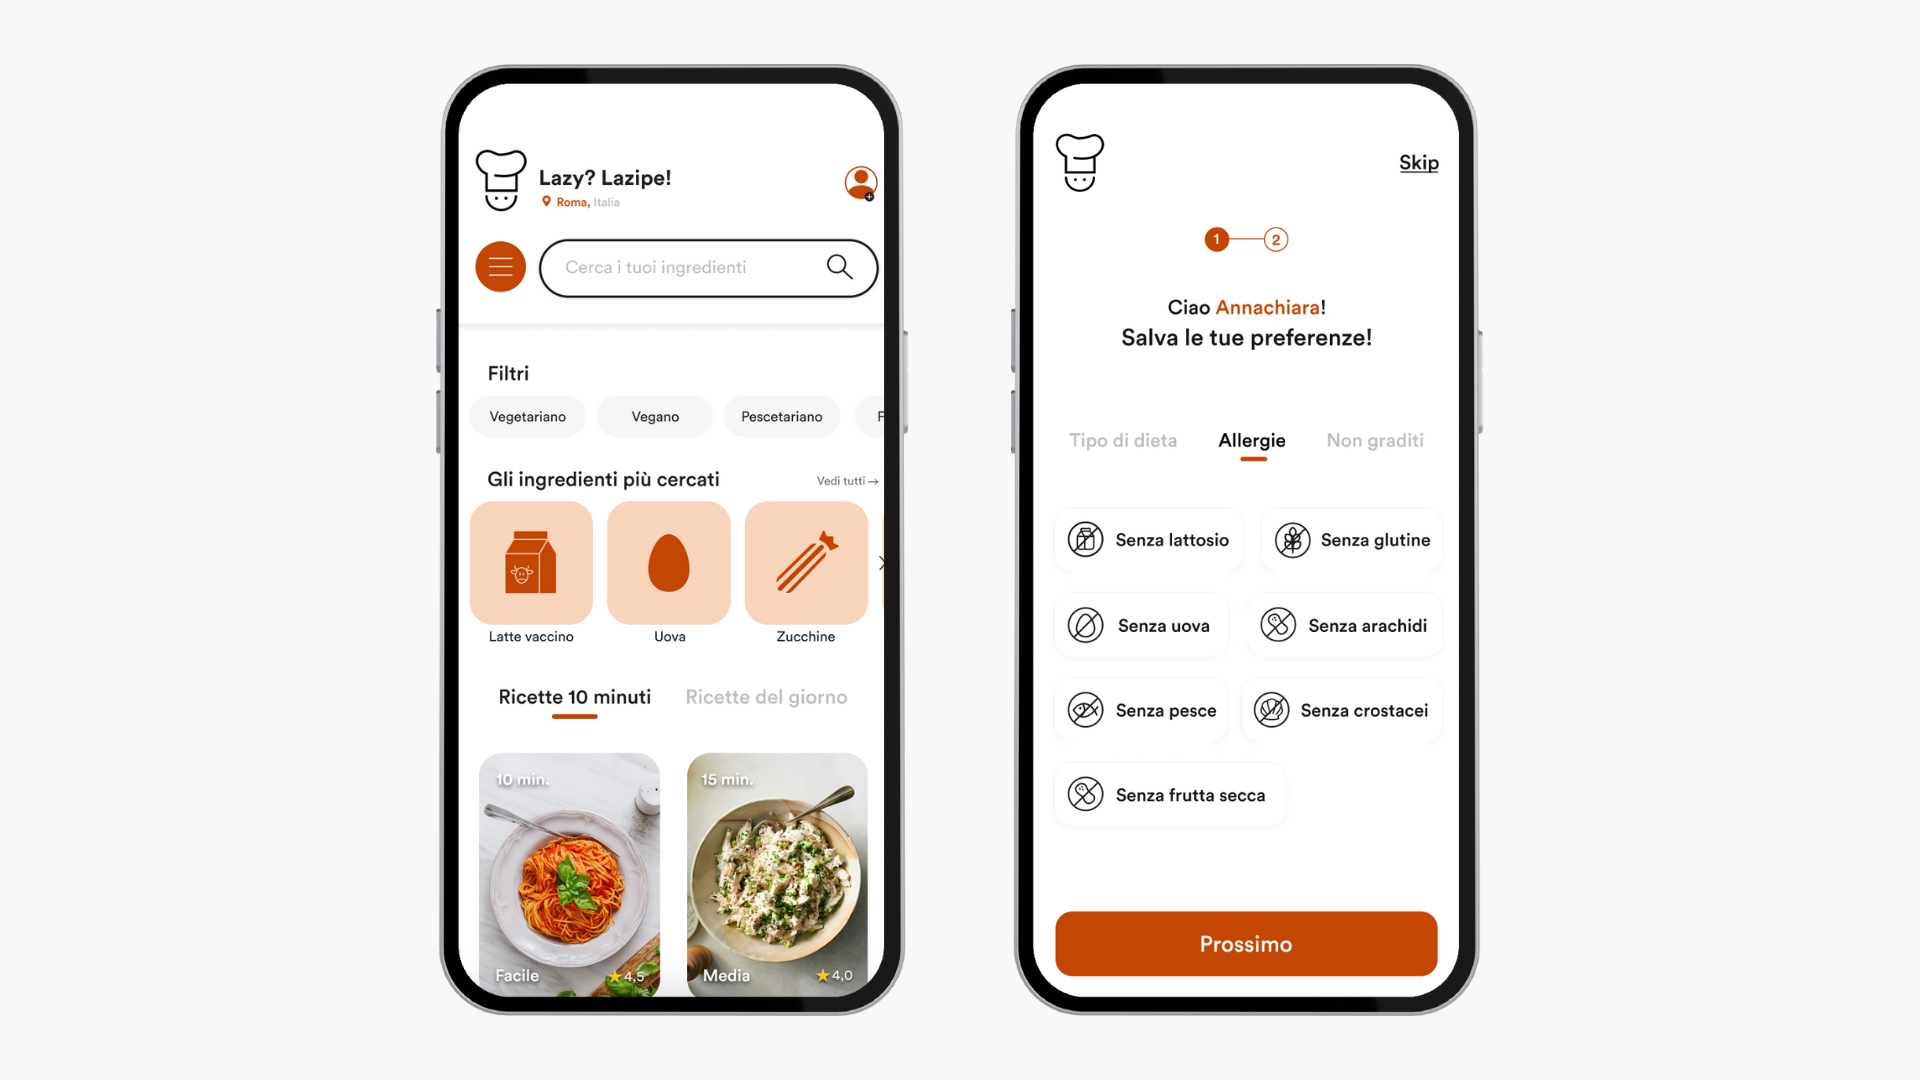 Lazy? Lazipe!
Roma, Italia
Cerca i tuoi ingredienti
Filtri
Vegetariano
Vegano
Pescetariano
F
Gli ingredienti più cercati
Vedi tutti →
Latte vaccino
Uova
Zucchine
Ricette 10 minuti
Ricette del giorno
10 min.
15 min.
Facile
4,5
Media
4,0
Skip
1
2
Ciao Annachiara!
Salva le tue preferenze!
Tipo di dieta
Allergie
Non graditi
Senza lattosio
Senza glutine
Senza uova
Senza arachidi
Senza pesce
Senza crostacei
Senza frutta secca
Prossimo